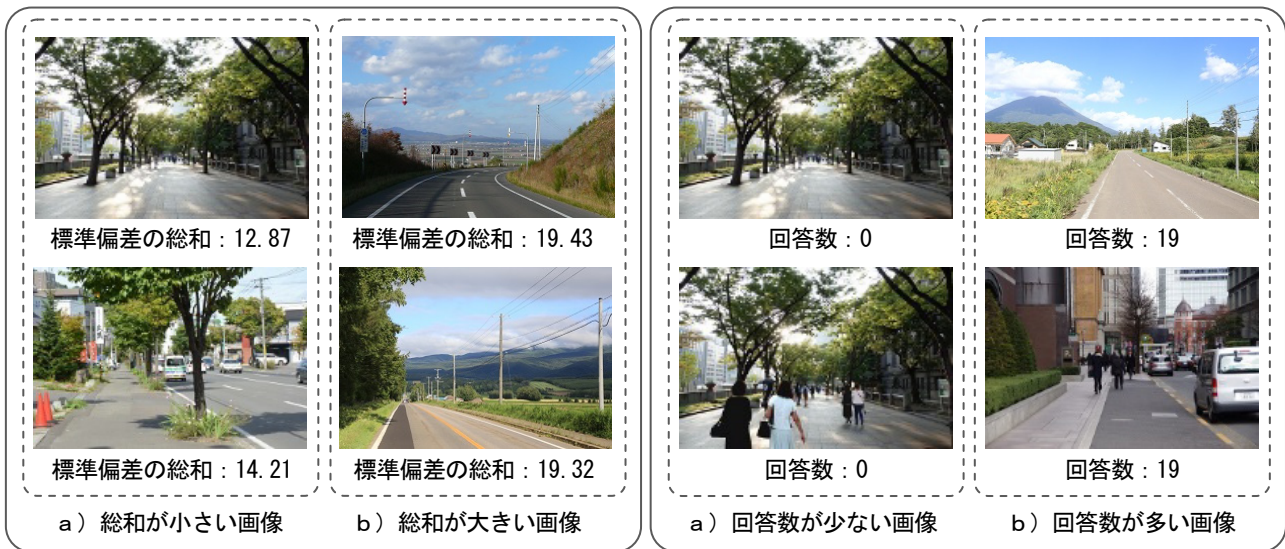 標準偏差の総和：12.87
標準偏差の総和：19.43
標準偏差の総和：14.21
標準偏差の総和：19.32
a）総和が小さい画像
b）総和が大きい画像
回答数：0
回答数：19
回答数：0
回答数：19
a）回答数が少ない画像
b）回答数が多い画像